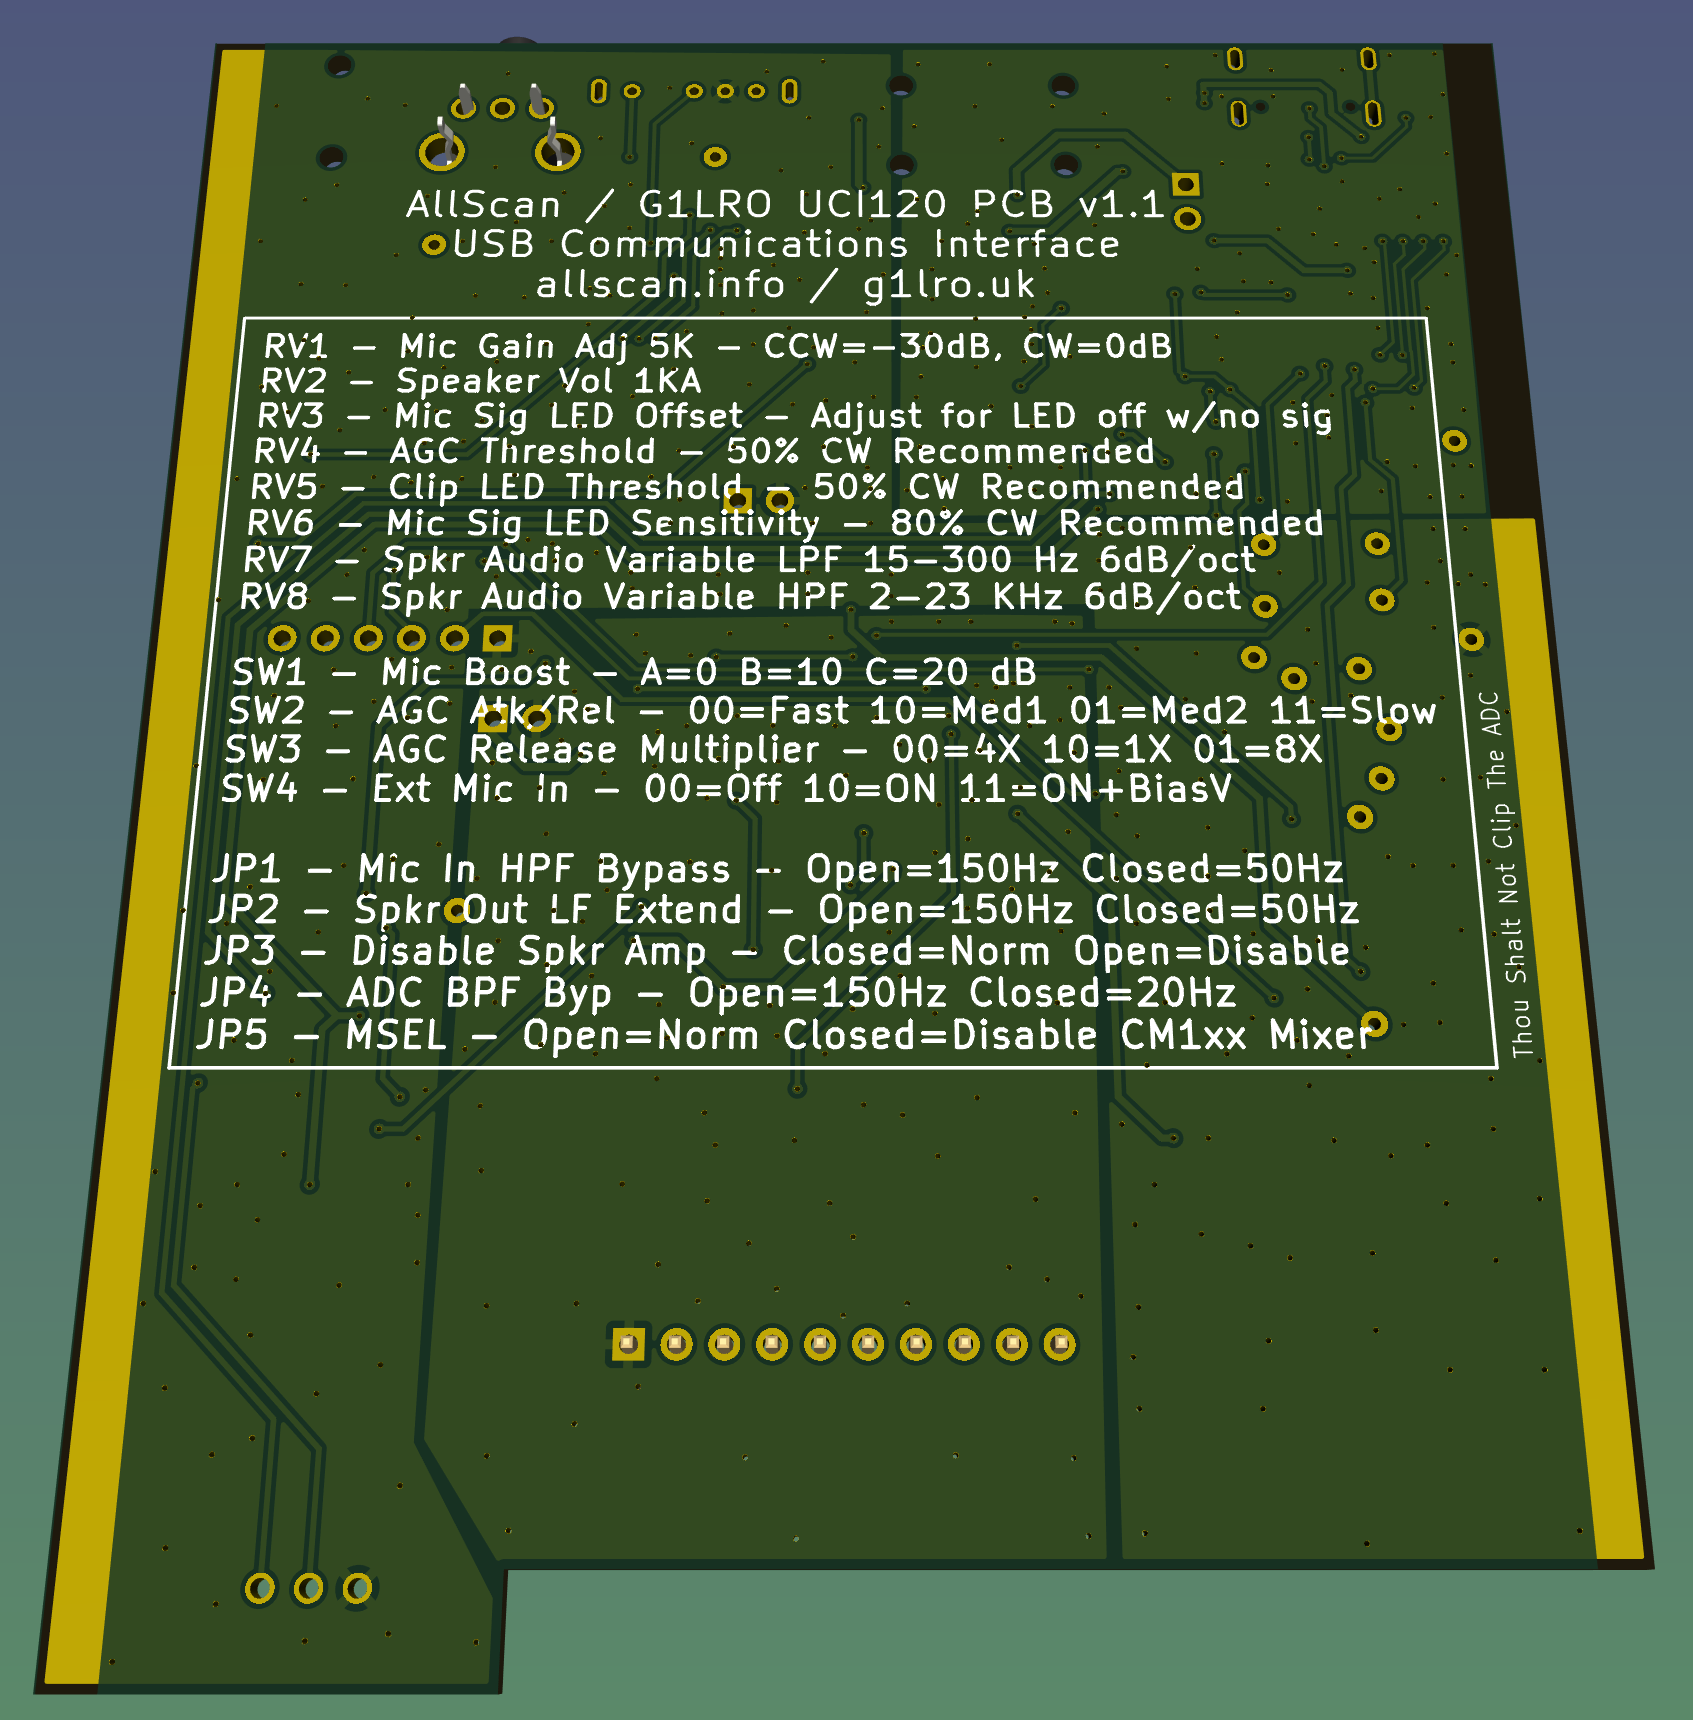 AllScan / G1LRO UCI120 PCB v1.1
USB Communications Interface
allscan.info / g1lro.uk
RV1 – Mic Gain Adj 5K – CCW=–30dB, CW=0dB
RV2 – Speaker Vol 1KA
RV3 – Mic Sig LED Offset – Adjust for LED off w/no sig
RV4 – AGC Threshold – 50% CW Recommended
RV5 – Clip LED Threshold – 50% CW Recommended
RV6 – Mic Sig LED Sensitivity – 80% CW Recommended
RV7 – Spkr Audio Variable LPF 15–300 Hz 6dB/oct
RV8 – Spkr Audio Variable HPF 2–23 KHz 6dB/oct
SW1 – Mic Boost – A=0 B=10 C=20 dB
SW2 – AGC Atk/Rel – 00=Fast 10=Med1 01=Med2 11=Slow
SW3 – AGC Release Multiplier – 00=4X 10=1X 01=8X
SW4 – Ext Mic In – 00=Off 10=ON 11=ON+BiasV
JP1 – Mic In HPF Bypass – Open=150Hz Closed=50Hz
JP2 – Spkr Out LF Extend – Open=150Hz Closed=50Hz
JP3 – Disable Spkr Amp – Closed=Norm Open=Disable
JP4 – ADC BPF Byp – Open=150Hz Closed=20Hz
JP5 – MSEL – Open=Norm Closed=Disable CM1xx Mixer
Thou Shalt Not Clip The ADC